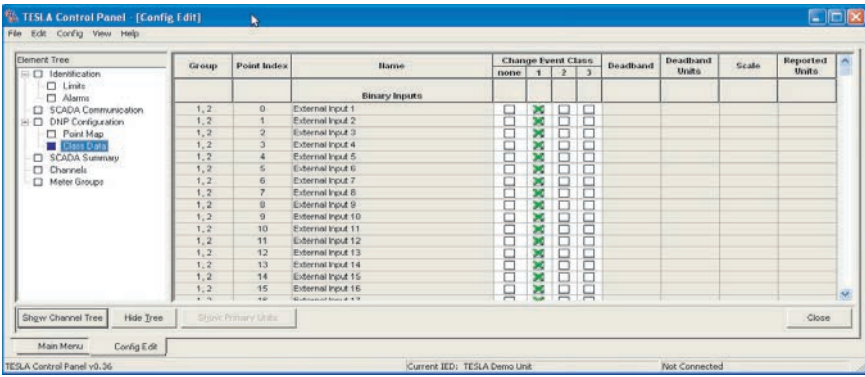 TESLA Control Panel - [Config Edit]
File Edit Config View Help
Element Tree
Identification
Limits
Alarms
SCADA Communication
DNP Configuration
Point Map
Class Data
SCADA Summary
Channels
Meter Groups
Group Point Index Name Change Event Class Deadband Deadband Units Scale Reported Units
none 1 2 3
Binary Inputs
1, 2 0 External Input 1
1, 2 1 External Input 2
1, 2 2 External Input 3
1, 2 3 External Input 4
1, 2 4 External Input 5
1, 2 5 External Input 6
1, 2 6 External Input 7
1, 2 7 External Input 8
1, 2 8 External Input 9
1, 2 9 External Input 10
1, 2 10 External Input 11
1, 2 11 External Input 12
1, 2 12 External Input 13
1, 2 13 External Input 14
1, 2 14 External Input 15
1, 2 15 External Input 16
1, 2 16 External Input 17
Show Channel Tree Hide Tree Show Primary Units Close
Main Menu Config Edit
TESLA Control Panel v0.36 Current IED: TESLA Demo Unit Not Connected